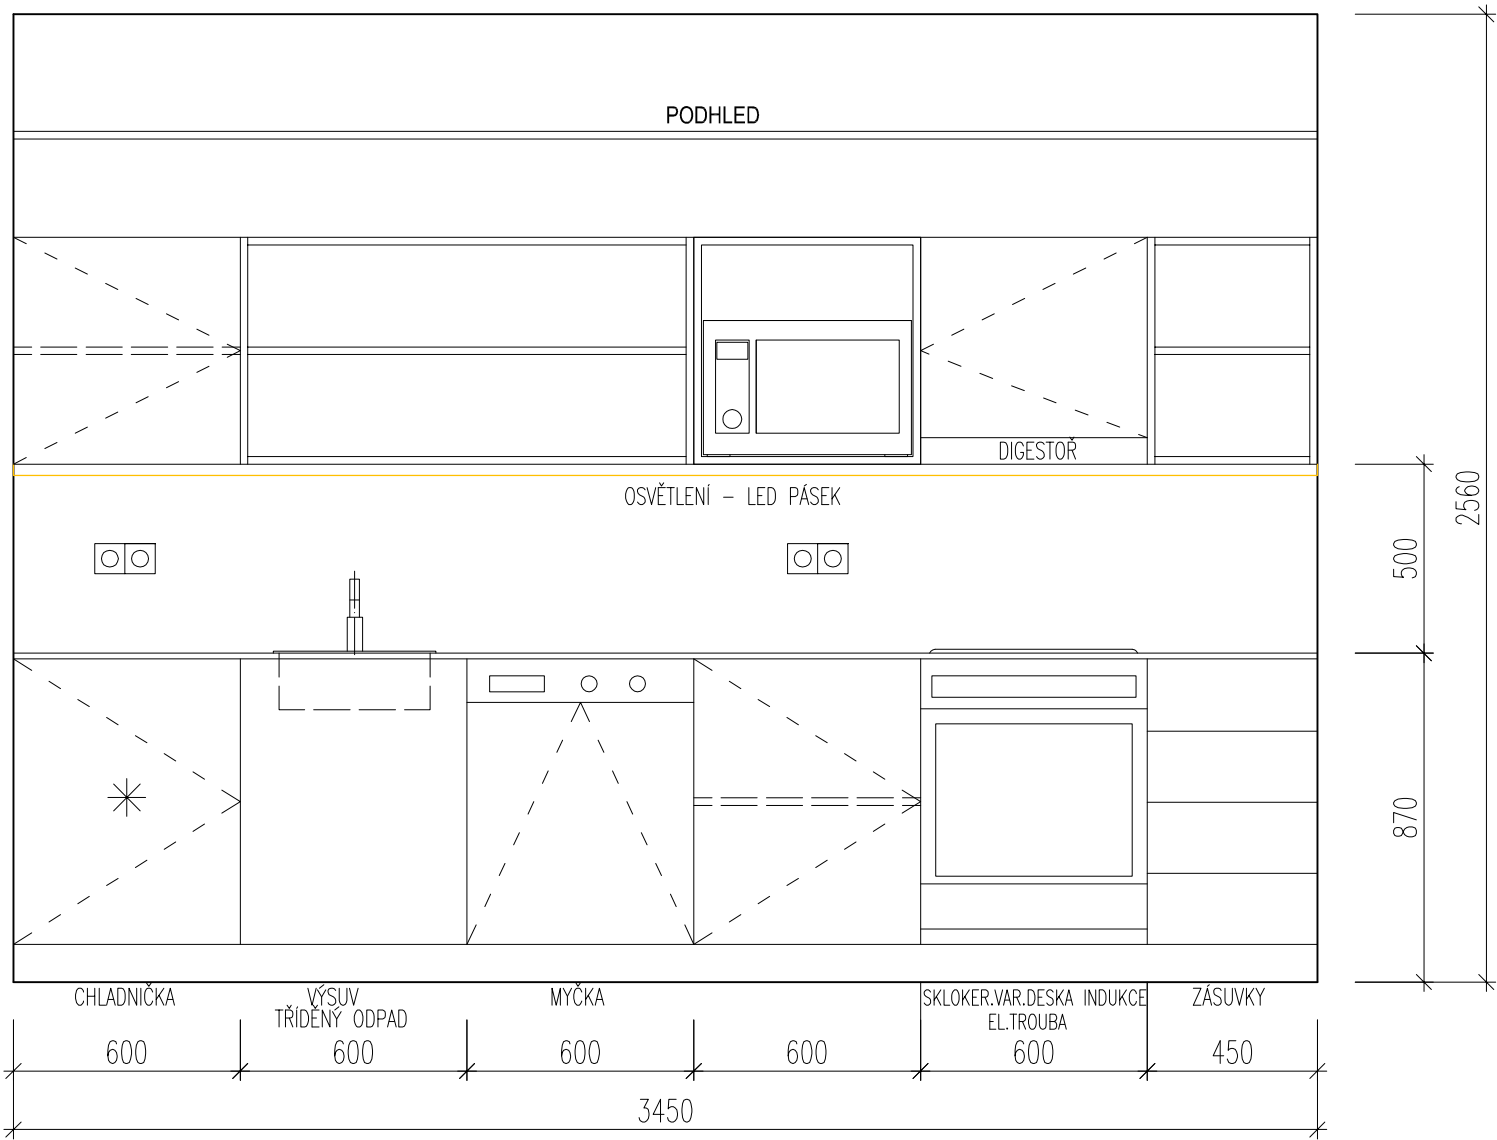 PODHLED
DIGESTOŘ
OSVĚTLENÍ – LED PÁSEK
2560
500
870
CHLADNIČKA
VÝSUV
TŘÍDĚNÝ ODPAD
MYČKA
SKLOKER.VAR.DESKA INDUKCE
EL.TROUBA
ZÁSUVKY
600
600
600
600
600
450
3450